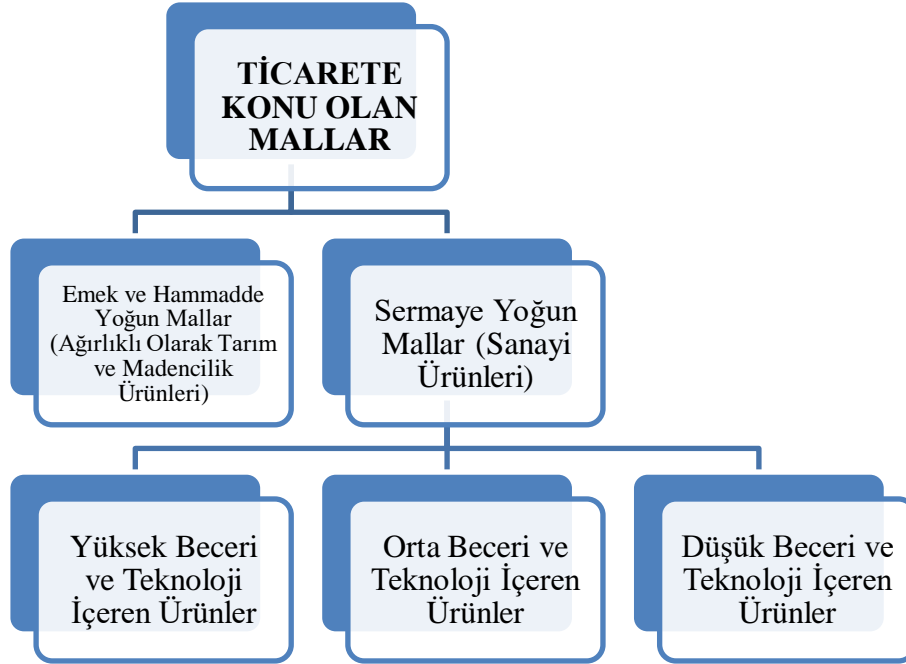 TİCARETE
KONU OLAN
MALLAR
Emek ve Hammadde
Yoğun Mallar
(Ağırlıklı Olarak Tarım
ve Madencilik
Ürünleri)
Sermaye Yoğun
Mallar (Sanayi
Ürünleri)
Yüksek Beceri
ve Teknoloji
İçeren Ürünler
Orta Beceri ve
Teknoloji İçeren
Ürünler
Düşük Beceri ve
Teknoloji İçeren
Ürünler